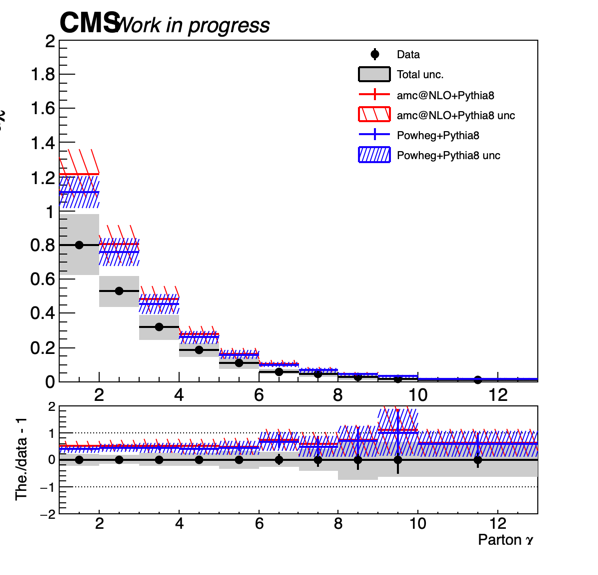 CMS Work in progress
2
1.8
1.6
1.4
1.2
1
0.8
0.6
0.4
0.2
0
Data
Total unc.
amc@NLO+Pythia8
amc@NLO+Pythia8 unc
Powheg+Pythia8
Powheg+Pythia8 unc
2 4 6 8 10 12
The./data - 1
2
1
0
−1
−2
2 4 6 8 10 12
Parton γ